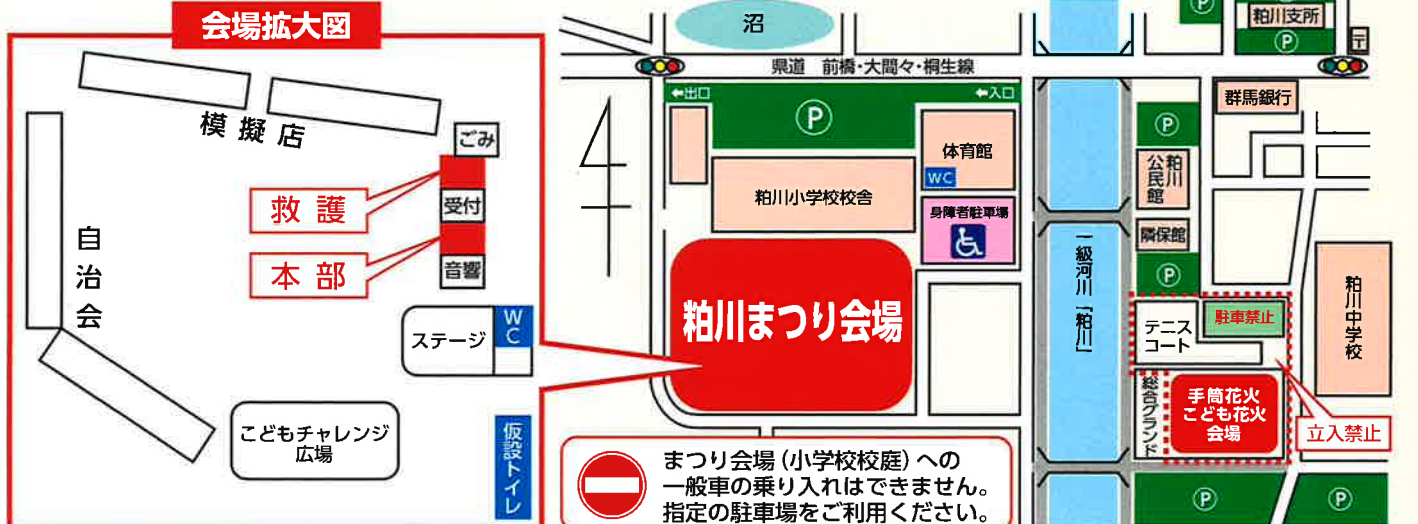 会場拡大図
模擬店
ごみ
救護
受付
本部
音響
自治会
ステージ
WC
こどもチャレンジ
広場
仮設トイレ
沼
県道 前橋・大間々・桐生線
←出口
←入口
P
体育館
WC
粕川小学校校舎
身障者駐車場
粕川まつり会場
一級河川「粕川」
P
粕川支所
P
〒
群馬銀行
P
粕川
公民館
隣保館
P
テニス
コート
駐車禁止
粕川中学校
総合グランド
手筒花火
こども花火
会場
立入禁止
P
P
まつり会場(小学校校庭)への
一般車の乗り入れはできません。
指定の駐車場をご利用ください。